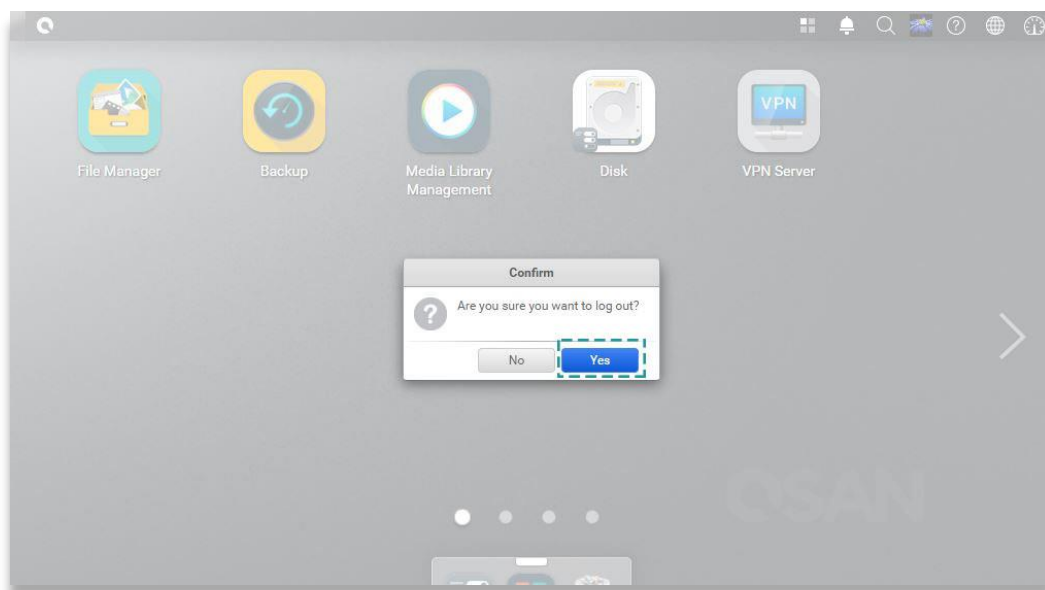 File Manager
Backup
Media Library
Management
Disk
VPN
VPN Server
Confirm
Are you sure you want to log out?
No
Yes
QSAN